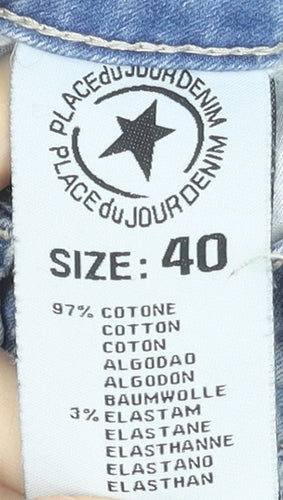 PLACEduJOURDENIM
PLACEduJOURDENIM
SIZE: 40
97% COTONE
COTTON
COTON
ALGODAO
ALGODON
BAUMWOLLE
3% ELASTAM
ELASTANE
ELASTHANNE
ELASTANO
ELASTHAN